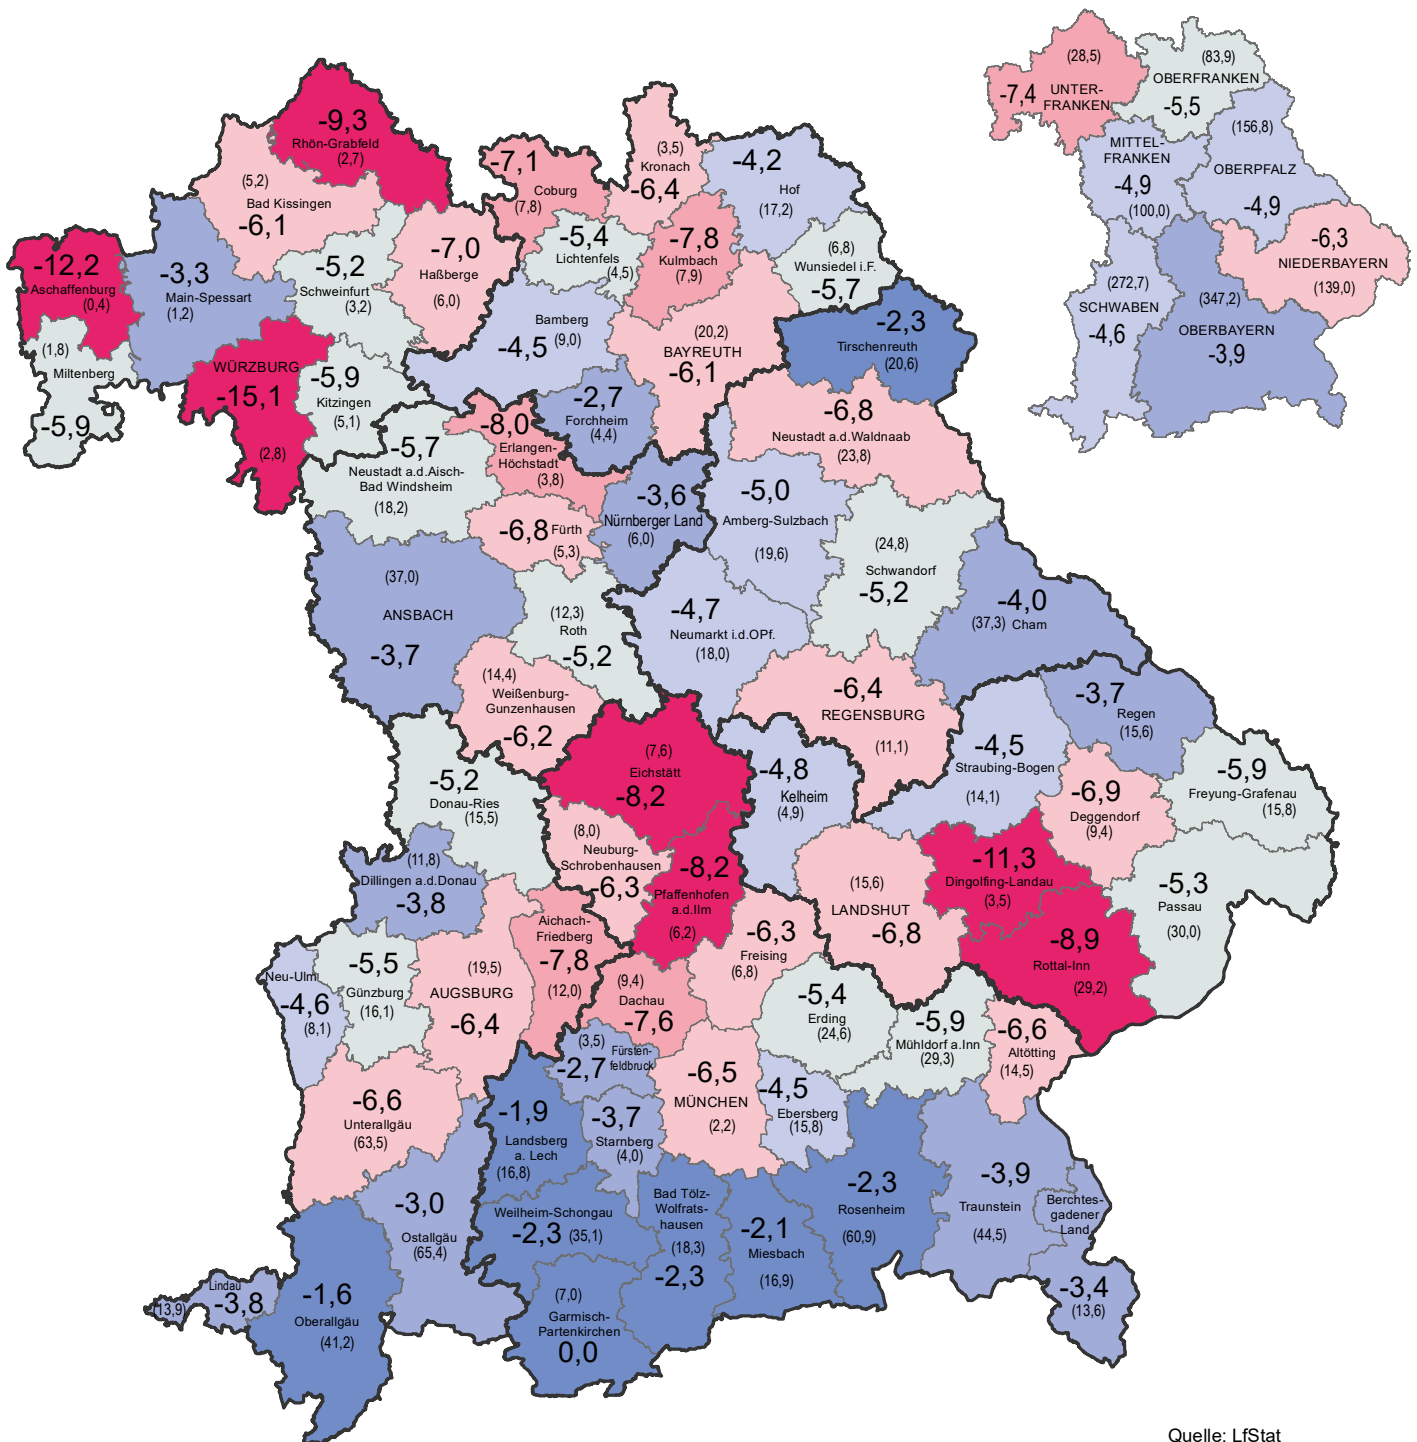 -9,3
Rhön-Grabfeld
(2,7)
(5,2)
Bad Kissingen
-6,1
-12,2
Aschaffenburg
(0,4)
-3,3
Main-Spessart
(1,2)
-5,2
Schweinfurt
(3,2)
-7,0
Haßberge
(6,0)
(1,8)
Miltenberg
-5,9
WÜRZBURG
-15,1
(2,8)
-5,9
Kitzingen
(5,1)
-7,1
Coburg
(7,8)
(3,5)
Kronach
-6,4
-4,2
Hof
(17,2)
-5,4
Lichtenfels
(4,5)
-7,8
Kulmbach
(7,9)
(6,8)
Wunsiedel i.F.
-5,7
Bamberg
-4,5 (9,0)
(20,2)
BAYREUTH
-6,1
-2,3
Tirschenreuth
(20,6)
-2,7
Forchheim
(4,4)
-8,0
Erlangen-
Höchstadt
(3,8)
-5,7
Neustadt a.d.Aisch-
Bad Windsheim
(18,2)
-6,8 Fürth
(5,3)
-3,6
Nürnberger Land
(6,0)
-6,8
Neustadt a.d.Waldnaab
(23,8)
-5,0
Amberg-Sulzbach
(19,6)
(24,8)
Schwandorf
-5,2
(37,0)
ANSBACH
-3,7
(12,3)
Roth
-5,2
-4,7
Neumarkt i.d.OPf.
(18,0)
-4,0
(37,3) Cham
(14,4)
Weißenburg-
Gunzenhausen
-6,2
-6,4
REGENSBURG
(11,1)
-3,7
Regen
(15,6)
-4,5
Straubing-Bogen
(14,1)
-5,9
Freyung-Grafenau
(15,8)
(7,6)
Eichstätt
-8,2
-4,8
Kelheim
(4,9)
-6,9
Deggendorf
(9,4)
-5,2
Donau-Ries
(15,5)
(8,0)
Neuburg-
Schrobenhausen
-6,3
-8,2
Pfaffenhofen
a.d.Ilm
(6,2)
(15,6)
LANDSHUT
-6,8
-11,3
Dingolfing-Landau
(3,5)
-5,3
Passau
(30,0)
(11,8)
Dillingen a.d.Donau
-3,8
Aichach-
Friedberg
-7,8
(12,0)
-6,3
Freising
(6,8)
-8,9
Rottal-Inn
(29,2)
Neu-Ulm
-4,6
(8,1)
-5,5
Günzburg
(16,1)
(19,5)
AUGSBURG
-6,4
(9,4)
Dachau
-7,6
-5,4
Erding
(24,6)
-5,9
Mühldorf a.Inn
(29,3)
-6,6
Altötting
(14,5)
(3,5)
Fürsten-
feldbruck
-2,7
-6,5
MÜNCHEN
(2,2)
-4,5
Ebersberg
(15,8)
-6,6
Unterallgäu
(63,5)
-1,9
Landsberg
a. Lech
(16,8)
-3,7
Starnberg
(4,0)
-3,0
Ostallgäu
(65,4)
Weilheim-Schongau
-2,3 (35,1)
Bad Tölz-
Wolfrats-
hausen
(18,3)
-2,3
-2,1
Miesbach
(16,9)
-2,3
Rosenheim
(60,9)
-3,9
Traunstein
(44,5)
Berchtes-
gadener
Land
-3,4
(13,6)
Lindau
-3,8
(13,9)
-1,6
Oberallgäu
(41,2)
(7,0)
Garmisch-
Partenkirchen
0,0
(28,5)
-7,4 UNTER-
FRANKEN
(83,9)
OBERFRANKEN
-5,5
MITTEL-
FRANKEN
-4,9
(100,0)
(156,8)
OBERPFALZ
-4,9
-6,3
NIEDERBAYERN
(139,0)
(272,7)
SCHWABEN
-4,6
(347,2)
OBERBAYERN
-3,9
Quelle: LfStat